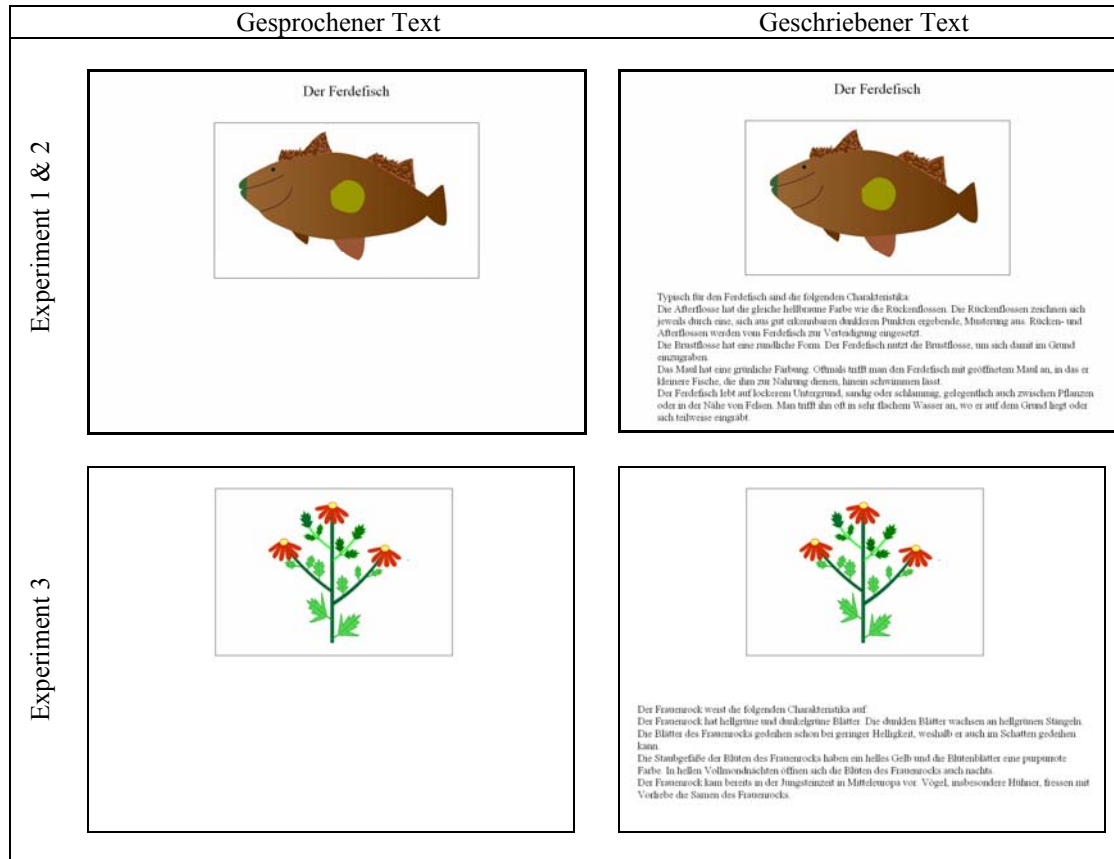 Gesprochener Text
Geschriebener Text
Experiment 1 & 2
Der Ferdefisch
Der Ferdefisch
Typisch für den Ferdefisch sind die folgenden Charakteristika
Die Afterflosse hat die gleiche hellbraune Farbe wie die Rückenflossen. Die Rückenflossen zeichnen sich
jeweils durch eine, sich aus gut erkennbaren dunkleren Punkten ergebende, Musterung aus. Rücken- und
Afterflossen werden vom Ferdefisch zur Verteidigung eingesetzt.
Die Brustflosse hat eine rundliche Form. Der Ferdefisch nutzt die Brustflosse, um sich damit im Grund
einzugraben.
Das Maul hat eine grünliche Färbung. Oftmals trifft man den Ferdefisch mit geöffnetem Maul an, in das er
kleinere Fische, die ihm zur Nahrung dienen, hinein schwimmen lässt.
Der Ferdefisch lebt auf lockerem Untergrund, sandig oder schlammig, gelegentlich auch zwischen Pflanzen
oder in der Nähe von Felsen. Man trifft ihn oft in sehr flachem Wasser an, wo er auf dem Grund liegt oder
sich teilweise eingräbt.
Experiment 3
Der Frauenrock weist die folgenden Charakteristika auf:
Der Frauenrock hat hellgrüne und dunkelgrüne Blätter. Die dunklen Blätter wachsen an hellgrünen Stängeln.
Die Blätter des Frauenrocks gedeihen schon bei geringer Helligkeit, weshalb er auch im Schatten gedeihen
kann.
Die Staubgefäße der Blüten des Frauenrocks haben ein helles Gelb und die Blütenblätter eine purpurrote
Farbe. In hellen Vollmondnächten öffnen sich die Blüten des Frauenrocks auch nachts.
Der Frauenrock kam bereits in der Jungsteinzeit in Mitteleuropa vor. Vögel, insbesondere Hühner, fressen mit
Vorliebe die Samen des Frauenrocks.